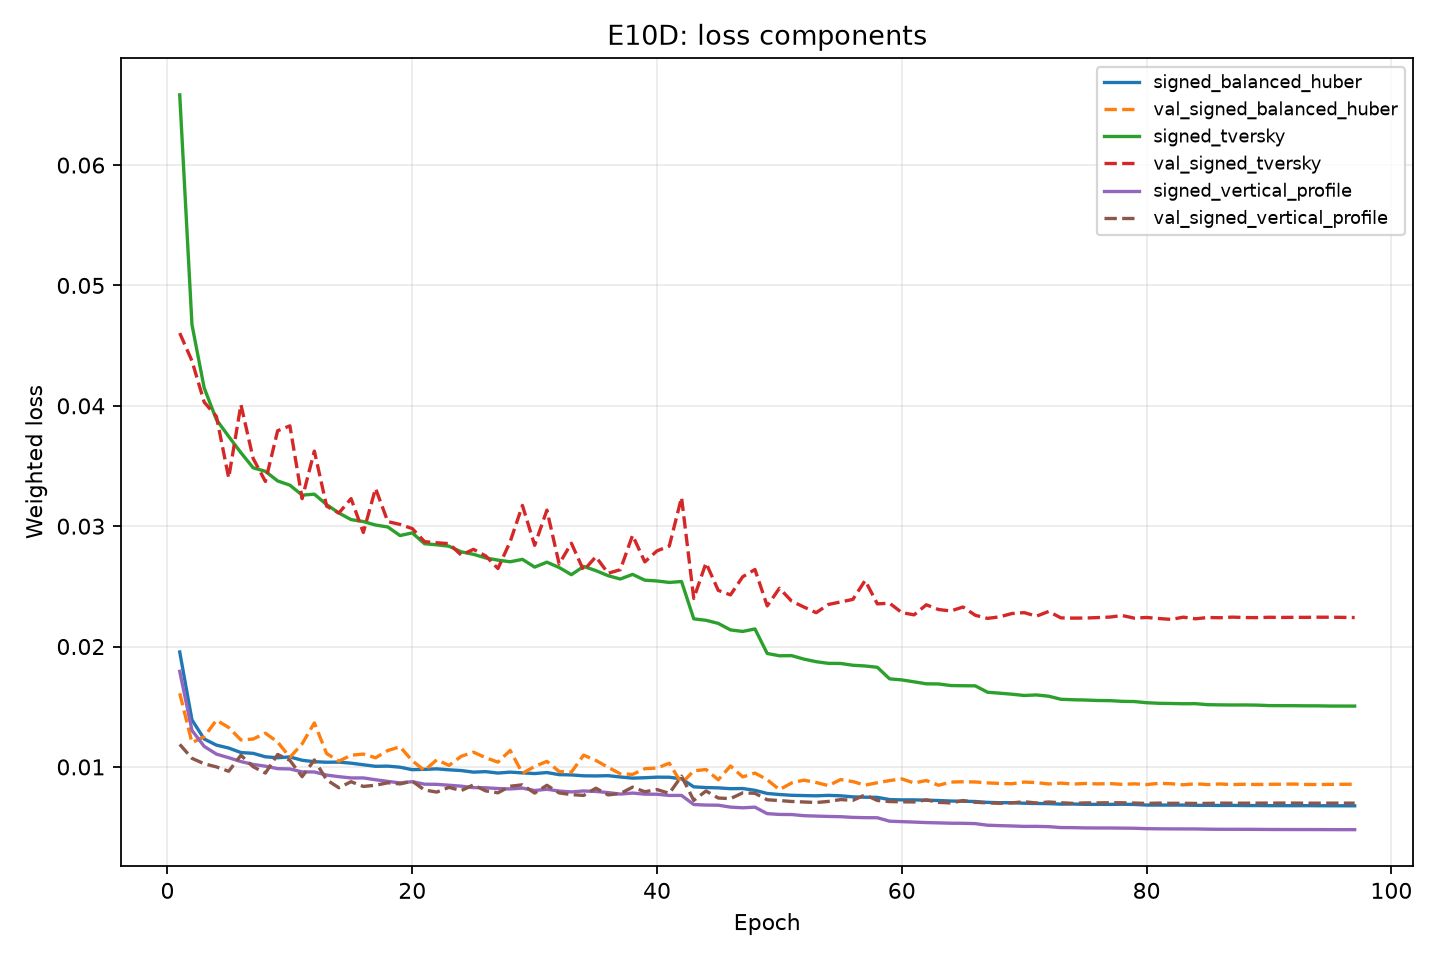 E10D: loss components
signed_balanced_huber
val_signed_balanced_huber
signed_tversky
val_signed_tversky
signed_vertical_profile
val_signed_vertical_profile
Weighted loss
0.06
0.05
0.04
0.03
0.02
0.01
0 20 40 60 80 100
Epoch